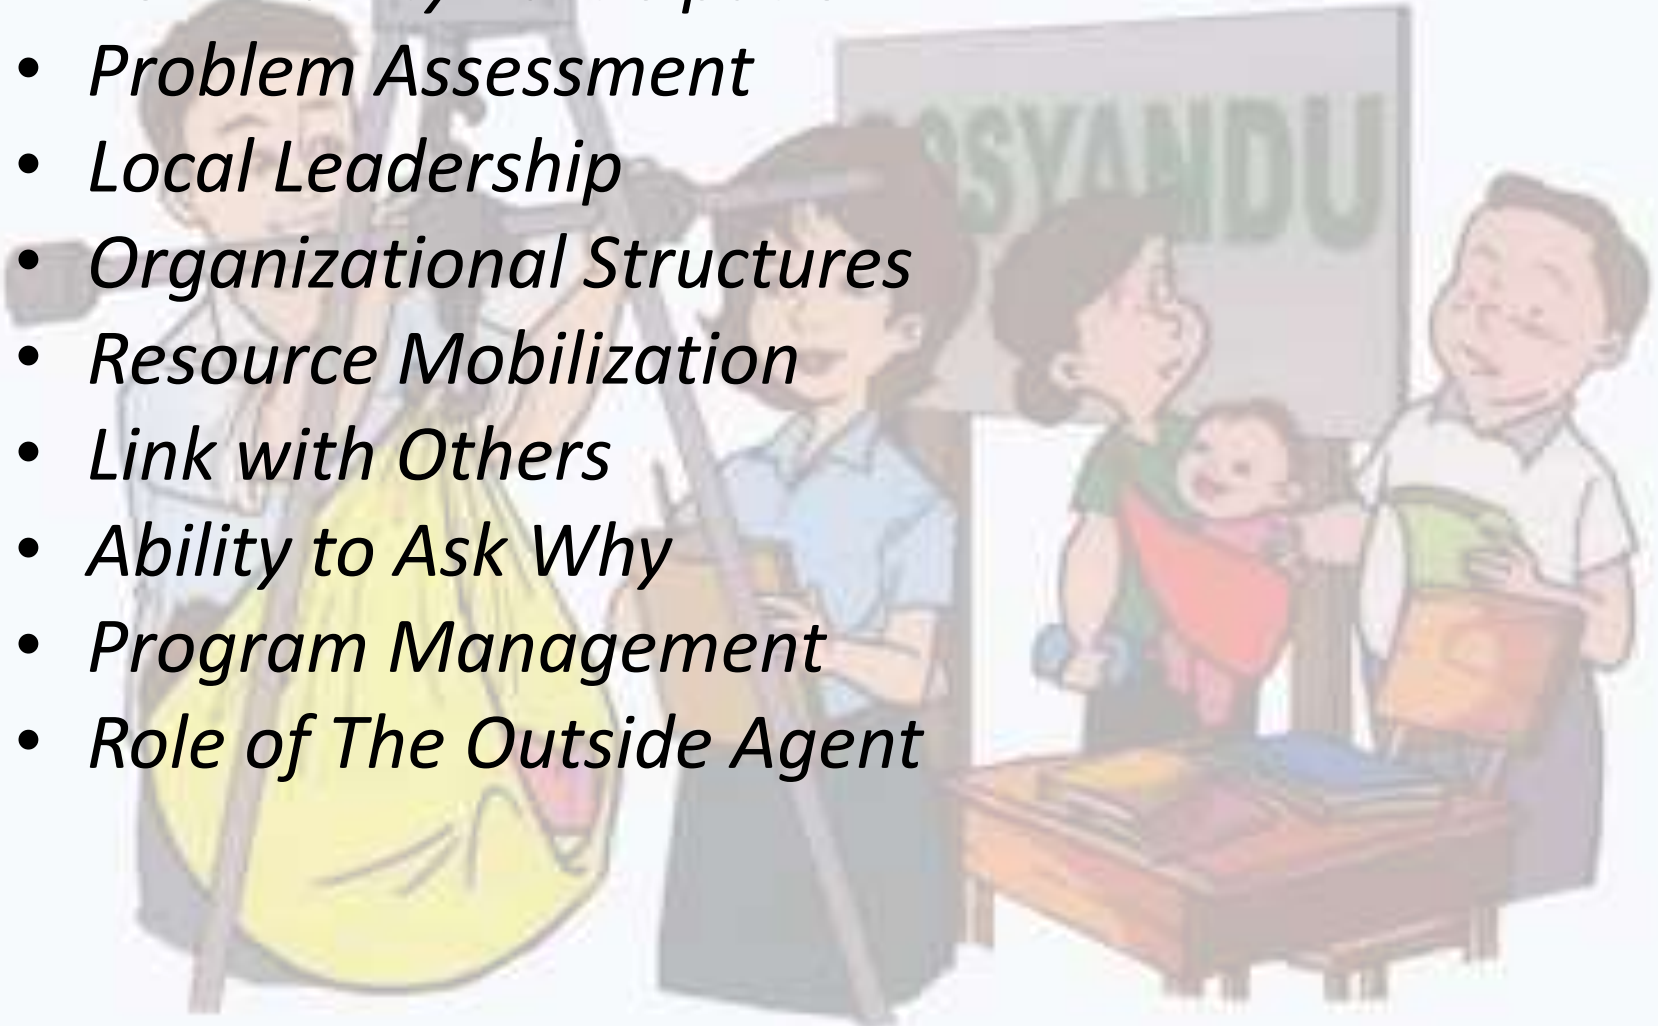 • Problem Assessment
• Local Leadership
• Organizational Structures
• Resource Mobilization
• Link with Others
• Ability to Ask Why
• Program Management
• Role of The Outside Agent